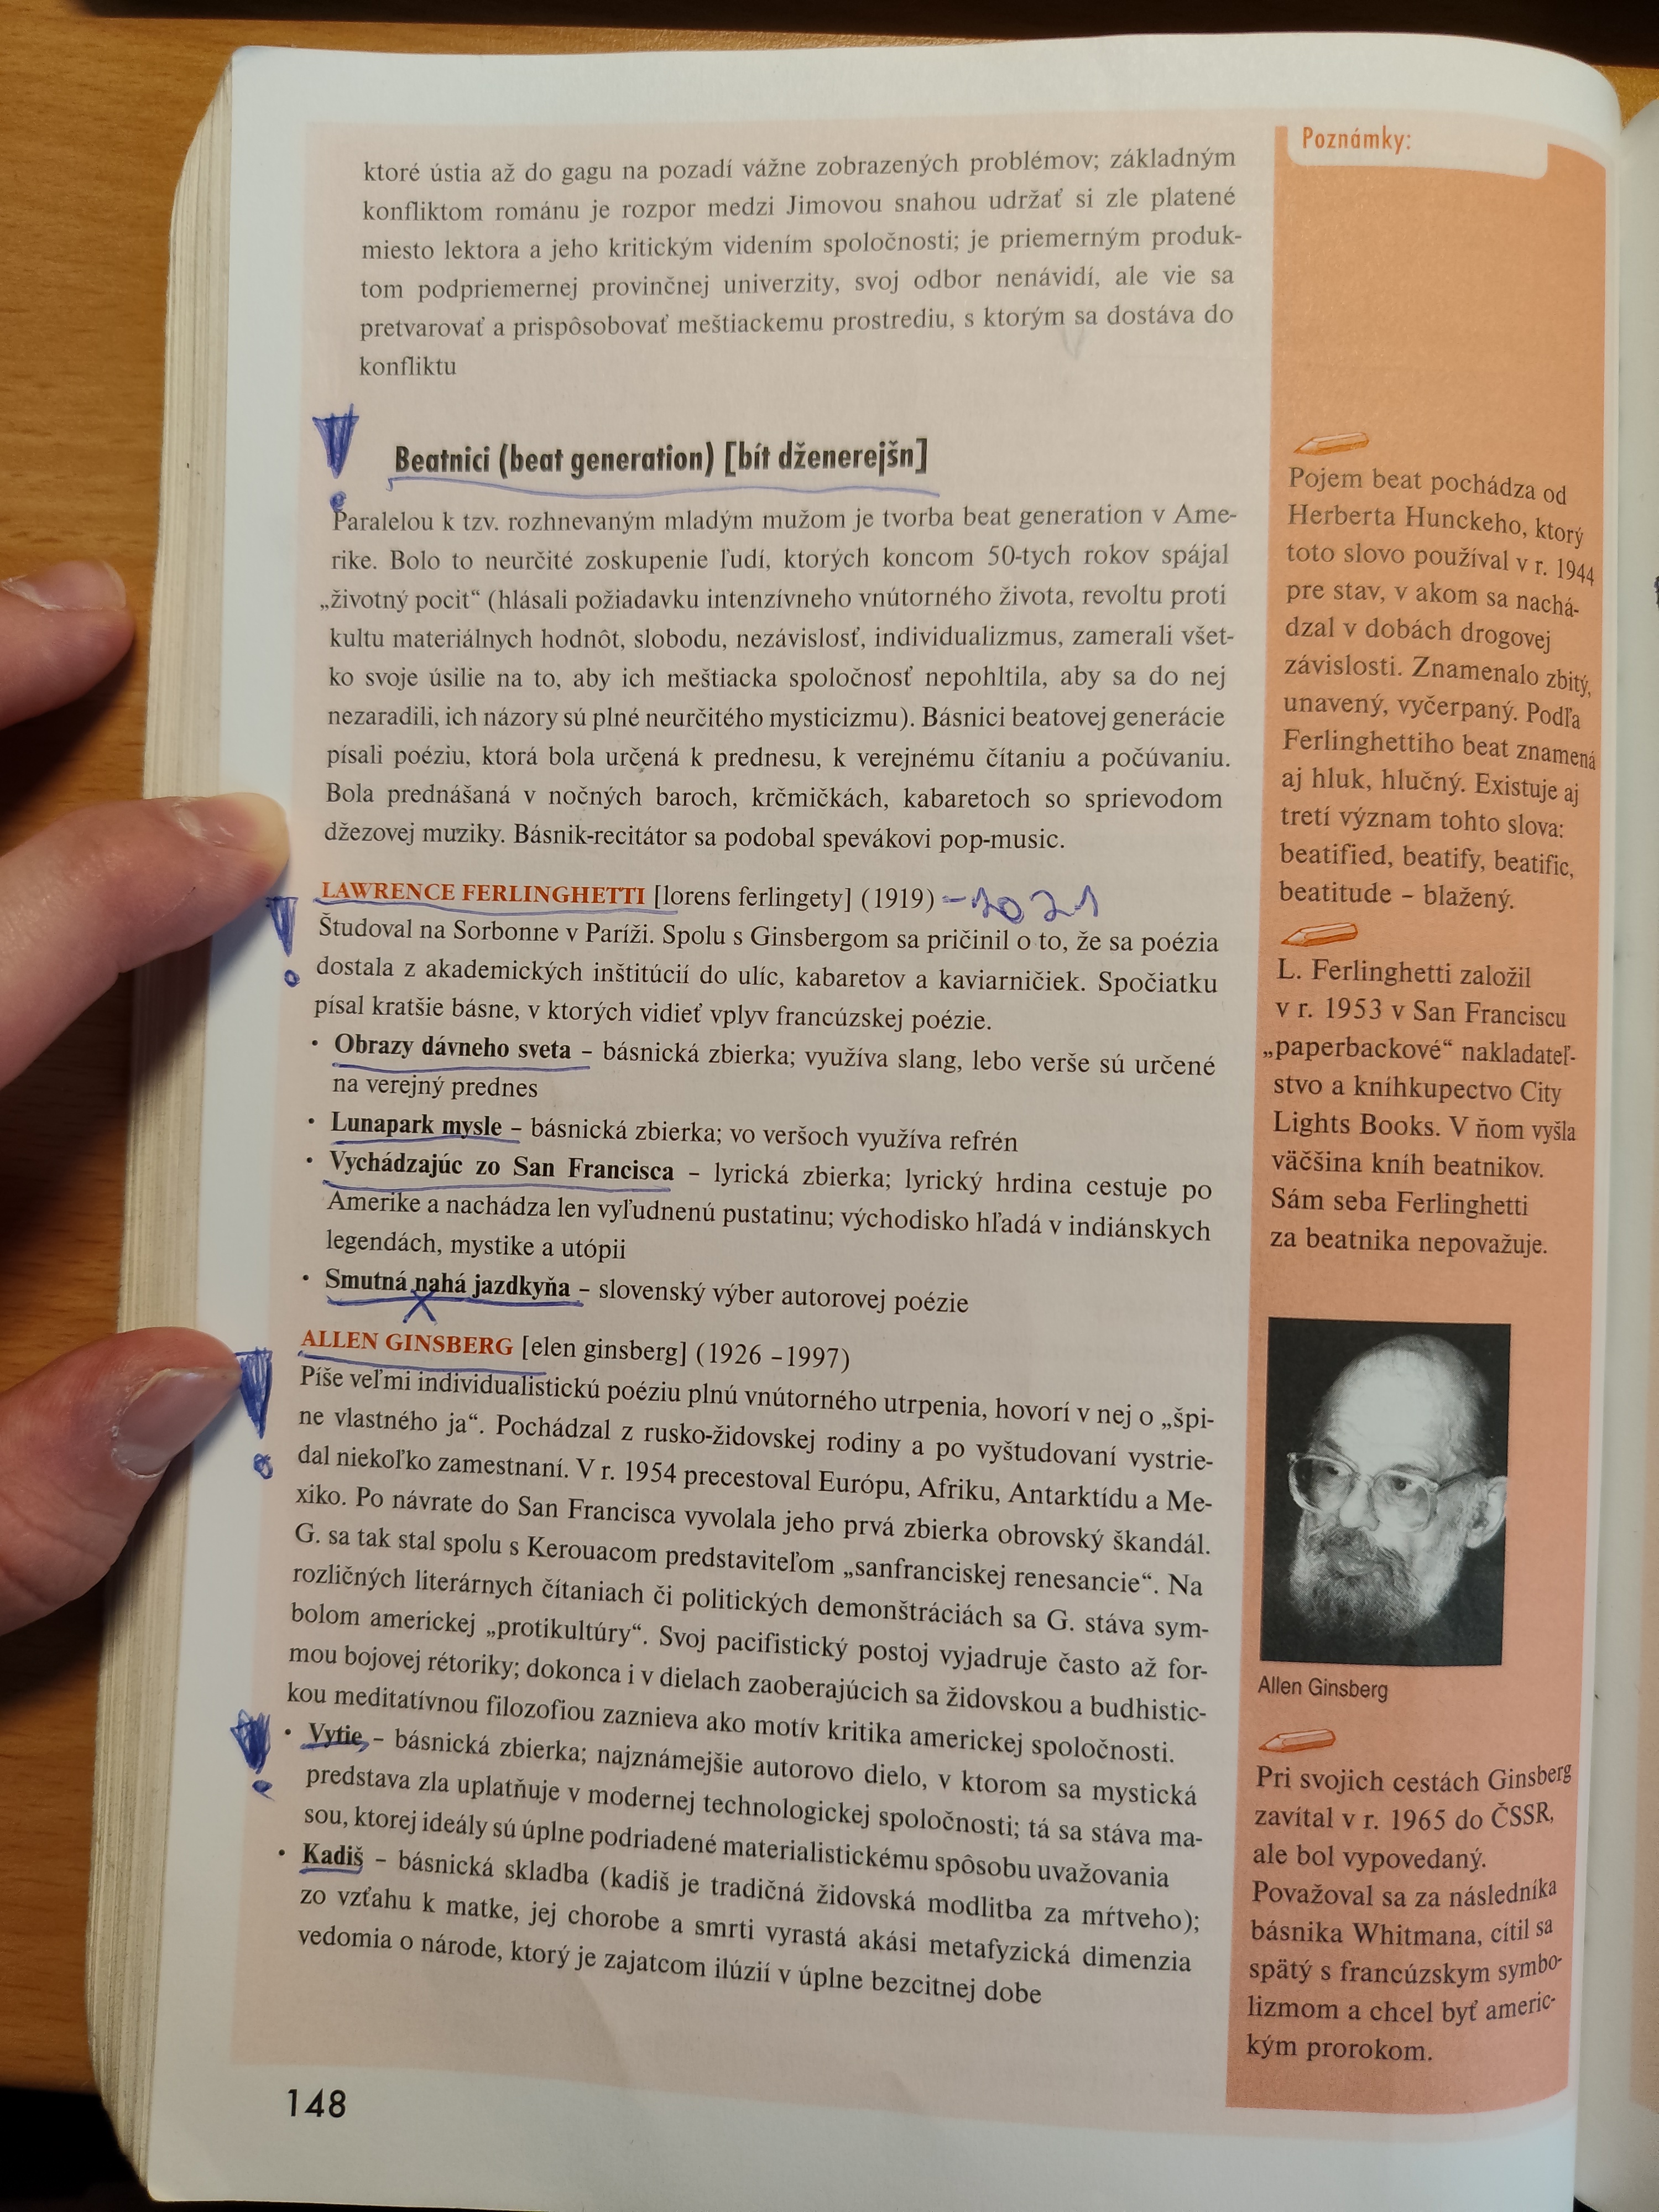 ktoré ústia až do gagu na pozadí vážne zobrazených problémov; základným
konfliktom románu je rozpor medzi Jimovou snahou udržať si zle platené
miesto lektora a jeho kritickým videním spoločnosti; je priemerným produk-
tom podpriemernej provinčnej univerzity, svoj odbor nenávidí, ale vie sa
pretvarovať a prispôsobovať meštiackemu prostrediu, s ktorým sa dostáva do
konfliktu
Beatnici (beat generation) [bít dženerejšn]
Paralelou k tzv. rozhnevaným mladým mužom je tvorba beat generation v Ame-
rike. Bolo to neurčité zoskupenie ľudí, ktorých koncom 50-tych rokov spájal
„životný pocit“ (hlásali požiadavku intenzívneho vnútorného života, revoltu proti
kultu materiálnych hodnôt, slobodu, nezávislosť, individualizmus, zamerali všet-
ko svoje úsilie na to, aby ich meštiacka spoločnosť nepohltila, aby sa do nej
nezaradili, ich názory sú plné neurčitého mysticizmu). Básnici beatovej generácie
písali poéziu, ktorá bola určená k prednesu, k verejnému čítaniu a počúvaniu.
Bola prednášaná v nočných baroch, krčmičkách, kabaretoch so sprievodom
džezovej muziky. Básnik-recitátor sa podobal spevákovi pop-music.
LAWRENCE FERLINGHETTI [lorens ferlingety] (1919) -2021
Študoval na Sorbonne v Paríži. Spolu s Ginsbergom sa pričinil o to, že sa poézia
dostala z akademických inštitúcií do ulíc, kabaretov a kaviarničiek. Spočiatku
písal kratšie básne, v ktorých vidieť vplyv francúzskej poézie.
• Obrazy dávneho sveta – básnická zbierka; využíva slang, lebo verše sú určené
na verejný prednes
• Lunapark mysle – básnická zbierka; vo veršoch využíva refrén
• Vychádzajúc zo San Francisca – lyrická zbierka; lyrický hrdina cestuje po
Amerike a nachádza len vyľudnenú pustatinu; východisko hľadá v indiánskych
legendách, mystike a utópii
• Smutná nahá jazdkyňa – slovenský výber autorovej poézie
ALLEN GINSBERG [elen ginsberg] (1926 –1997)
Píše veľmi individualistickú poéziu plnú vnútorného utrpenia, hovorí v nej o „špi-
ne vlastného ja“. Pochádzal z rusko-židovskej rodiny a po vyštudovaní vystrie-
dal niekoľko zamestnaní. V r. 1954 precestoval Európu, Afriku, Antarktídu a Me-
xiko. Po návrate do San Francisca vyvolala jeho prvá zbierka obrovský škandál.
G. sa tak stal spolu s Kerouacom predstaviteľom „sanfranciskej renesancie“. Na
rozličných literárnych čítaniach či politických demonštráciách sa G. stáva sym-
bolom americkej „protikultúry“. Svoj pacifistický postoj vyjadruje často až for-
mou bojovej rétoriky; dokonca i v dielach zaoberajúcich sa židovskou a budhistic-
kou meditatívnou filozofiou zaznieva ako motív kritika americkej spoločnosti.
• Vytie, – básnická zbierka; najznámejšie autorovo dielo, v ktorom sa mystická
predstava zla uplatňuje v modernej technologickej spoločnosti; tá sa stáva ma-
sou, ktorej ideály sú úplne podriadené materialistickému spôsobu uvažovania
• Kadiš – básnická skladba (kadiš je tradičná židovská modlitba za mŕtveho);
zo vzťahu k matke, jej chorobe a smrti vyrastá akási metafyzická dimenzia
vedomia o národe, ktorý je zajatcom ilúzií v úplne bezcitnej dobe
148
Poznámky:
Pojem beat pochádza od
Herberta Hunckeho, ktorý
toto slovo používal v r. 1944
pre stav, v akom sa nachá-
dzal v dobách drogovej
závislosti. Znamenalo zbitý,
unavený, vyčerpaný. Podľa
Ferlinghettiho beat znamená
aj hluk, hlučný. Existuje aj
tretí význam tohto slova:
beatified, beatify, beatific,
beatitude – blažený.
L. Ferlinghetti založil
v r. 1953 v San Franciscu
„paperbackové“ nakladateľ-
stvo a kníhkupectvo City
Lights Books. V ňom vyšla
väčšina kníh beatnikov.
Sám seba Ferlinghetti
za beatnika nepovažuje.
Allen Ginsberg
Pri svojich cestách Ginsberg
zavítal v r. 1965 do ČSSR,
ale bol vypovedaný.
Považoval sa za následníka
básnika Whitmana, cítil sa
spätý s francúzskym symbo-
lizmom a chcel byť americ-
kým prorokom.